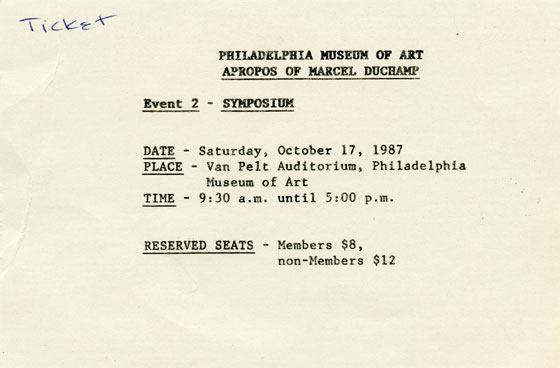 Ticket
PHILADELPHIA MUSEUM OF ART
APROPOS OF MARCEL DUCHAMP
Event 2 - SYMPOSIUM
DATE - Saturday, October 17, 1987
PLACE - Van Pelt Auditorium, Philadelphia
Museum of Art
TIME - 9:30 a.m. until 5:00 p.m.
RESERVED SEATS - Members $8,
non-Members $12